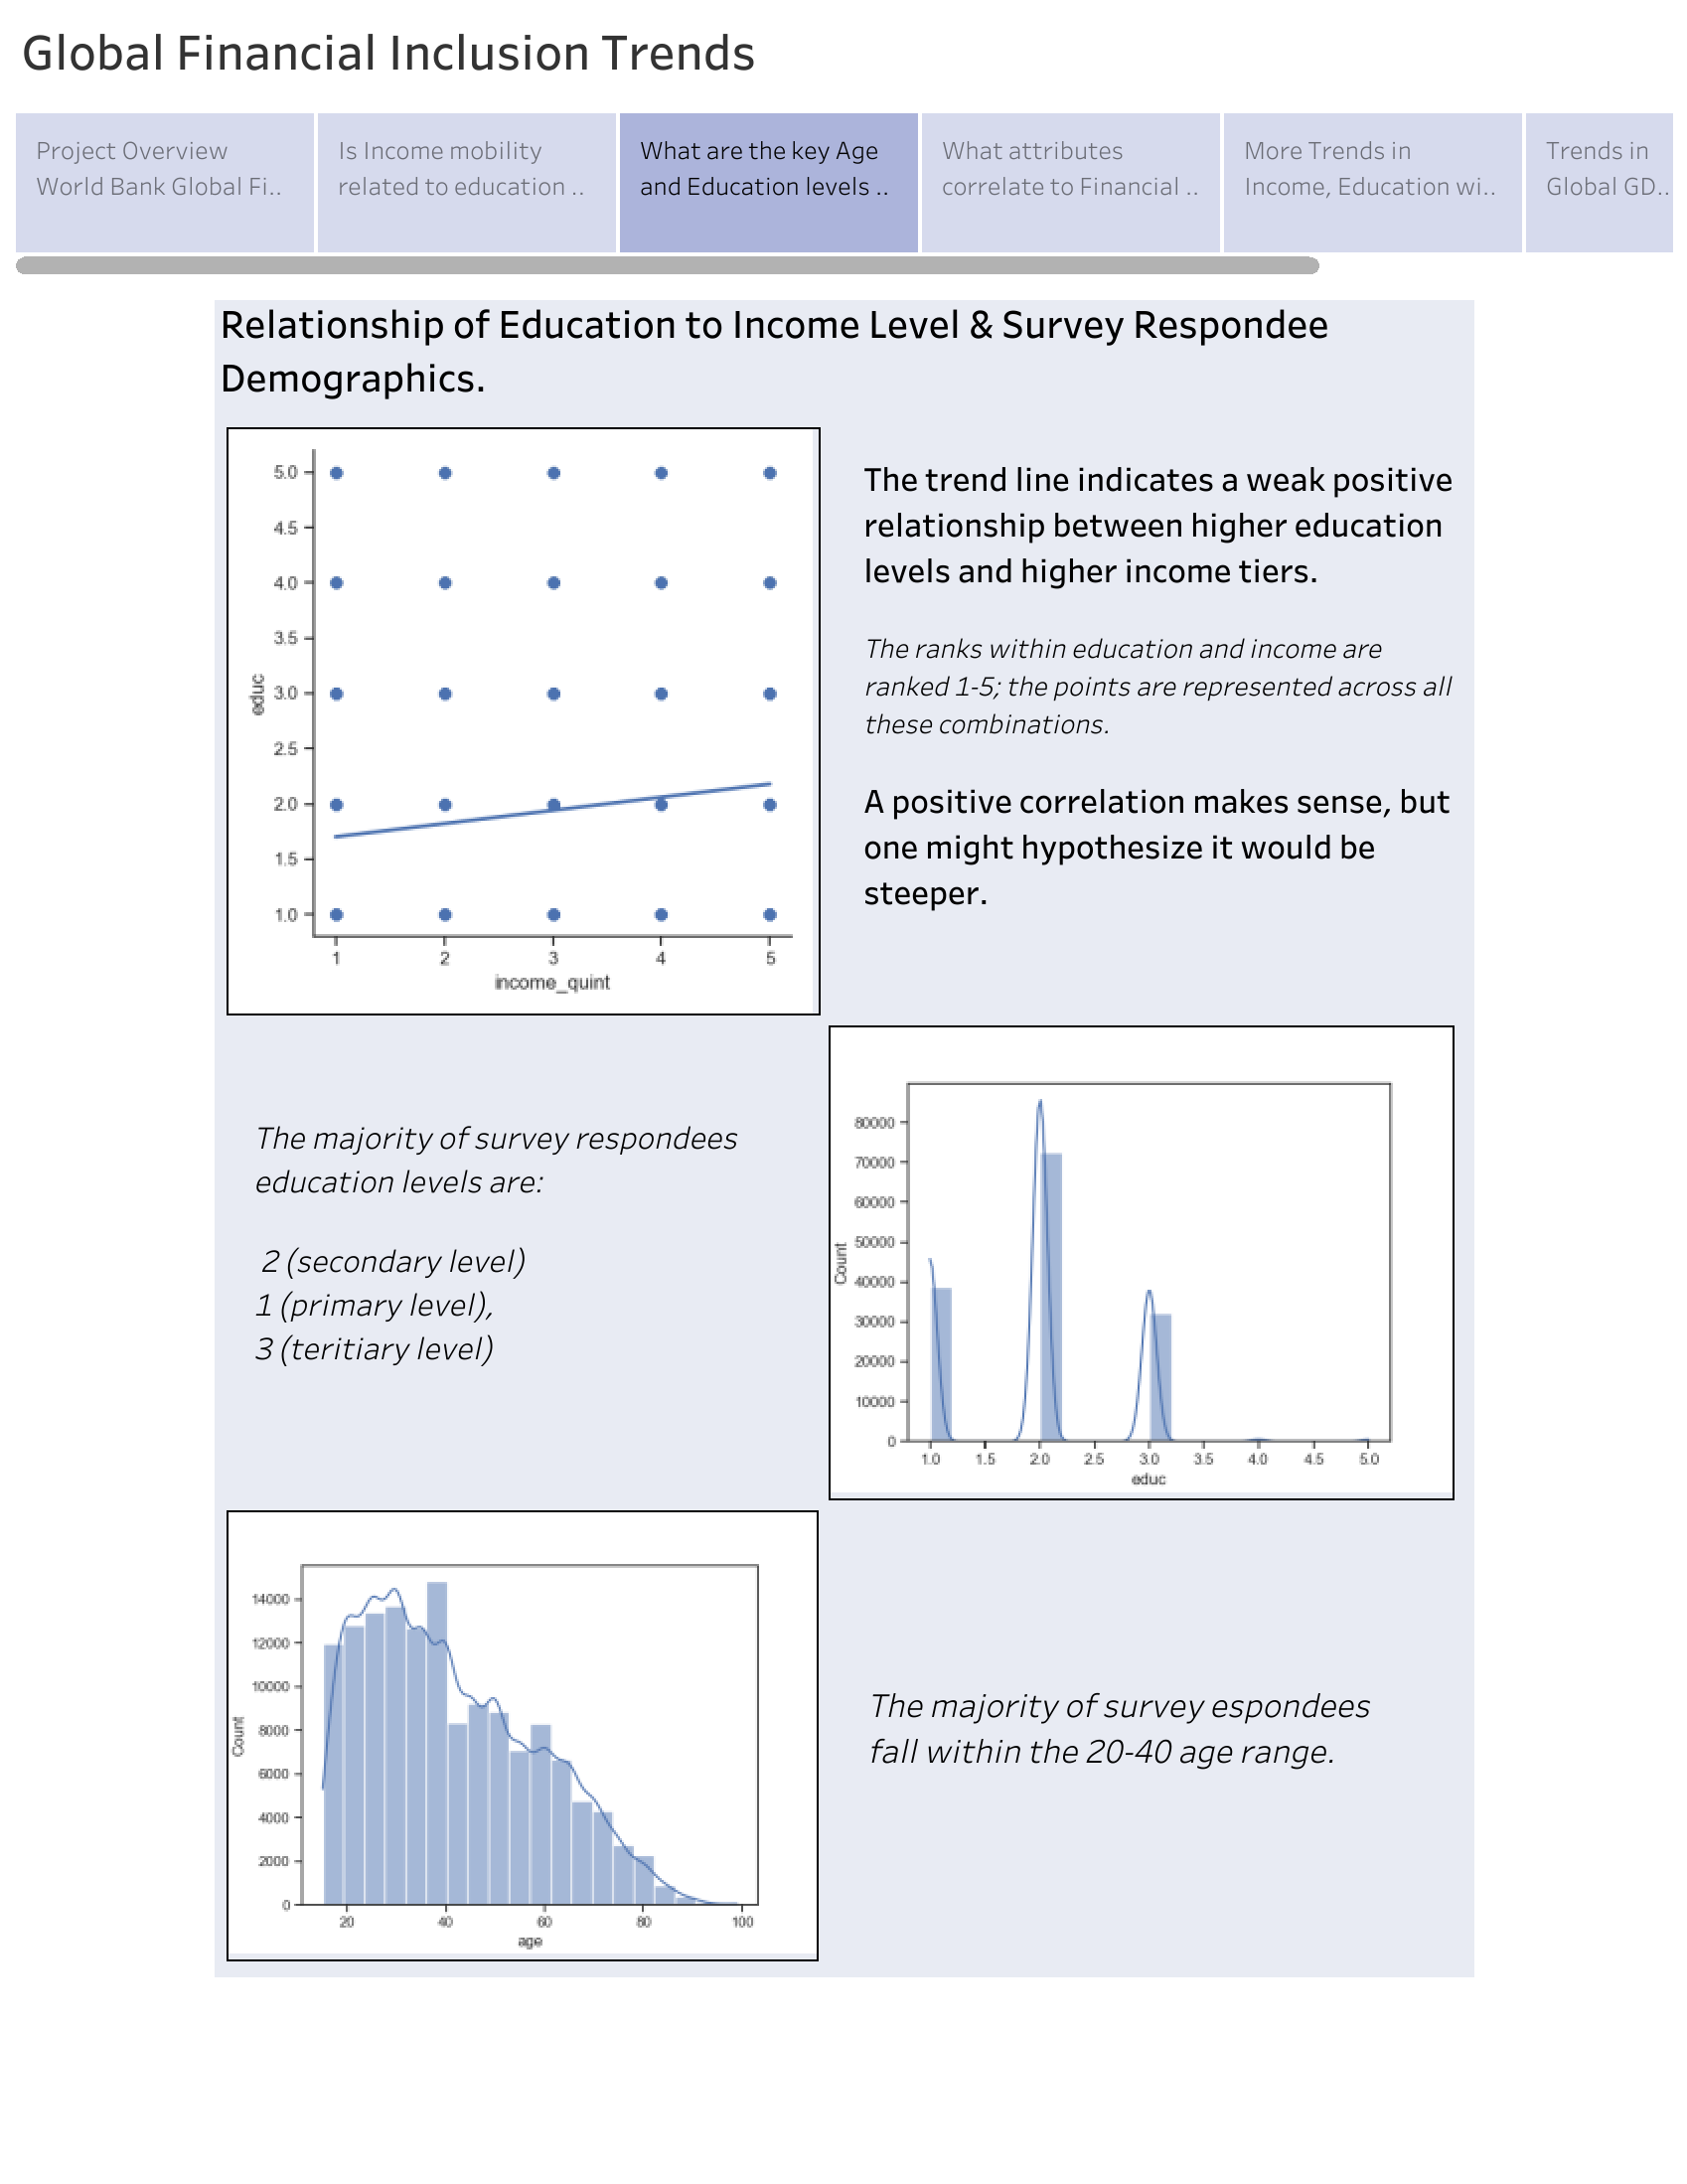 Global Financial Inclusion Trends
Project Overview
World Bank Global Fi..
Is Income mobility
related to education ..
What are the key Age
and Education levels ..
What attributes
correlate to Financial ..
More Trends in
Income, Education wi..
Trends in
Global GD..
Relationship of Education to Income Level & Survey Respondee
Demographics.
5.0
4.5
4.0
3.5
3.0
2.5
2.0
1.5
1.0
educ
1 2 3 4 5
income_quint
The trend line indicates a weak positive
relationship between higher education
levels and higher income tiers.
The ranks within education and income are
ranked 1-5; the points are represented across all
these combinations.
A positive correlation makes sense, but
one might hypothesize it would be
steeper.
The majority of survey respondees
education levels are:
2 (secondary level)
1 (primary level),
3 (teritiary level)
80000
70000
60000
50000
40000
30000
20000
10000
0
Count
1.0 1.5 2.0 2.5 3.0 3.5 4.0 4.5 5.0
educ
14000
12000
10000
8000
6000
4000
2000
0
Count
20 40 60 80 100
age
The majority of survey espondees
fall within the 20-40 age range.